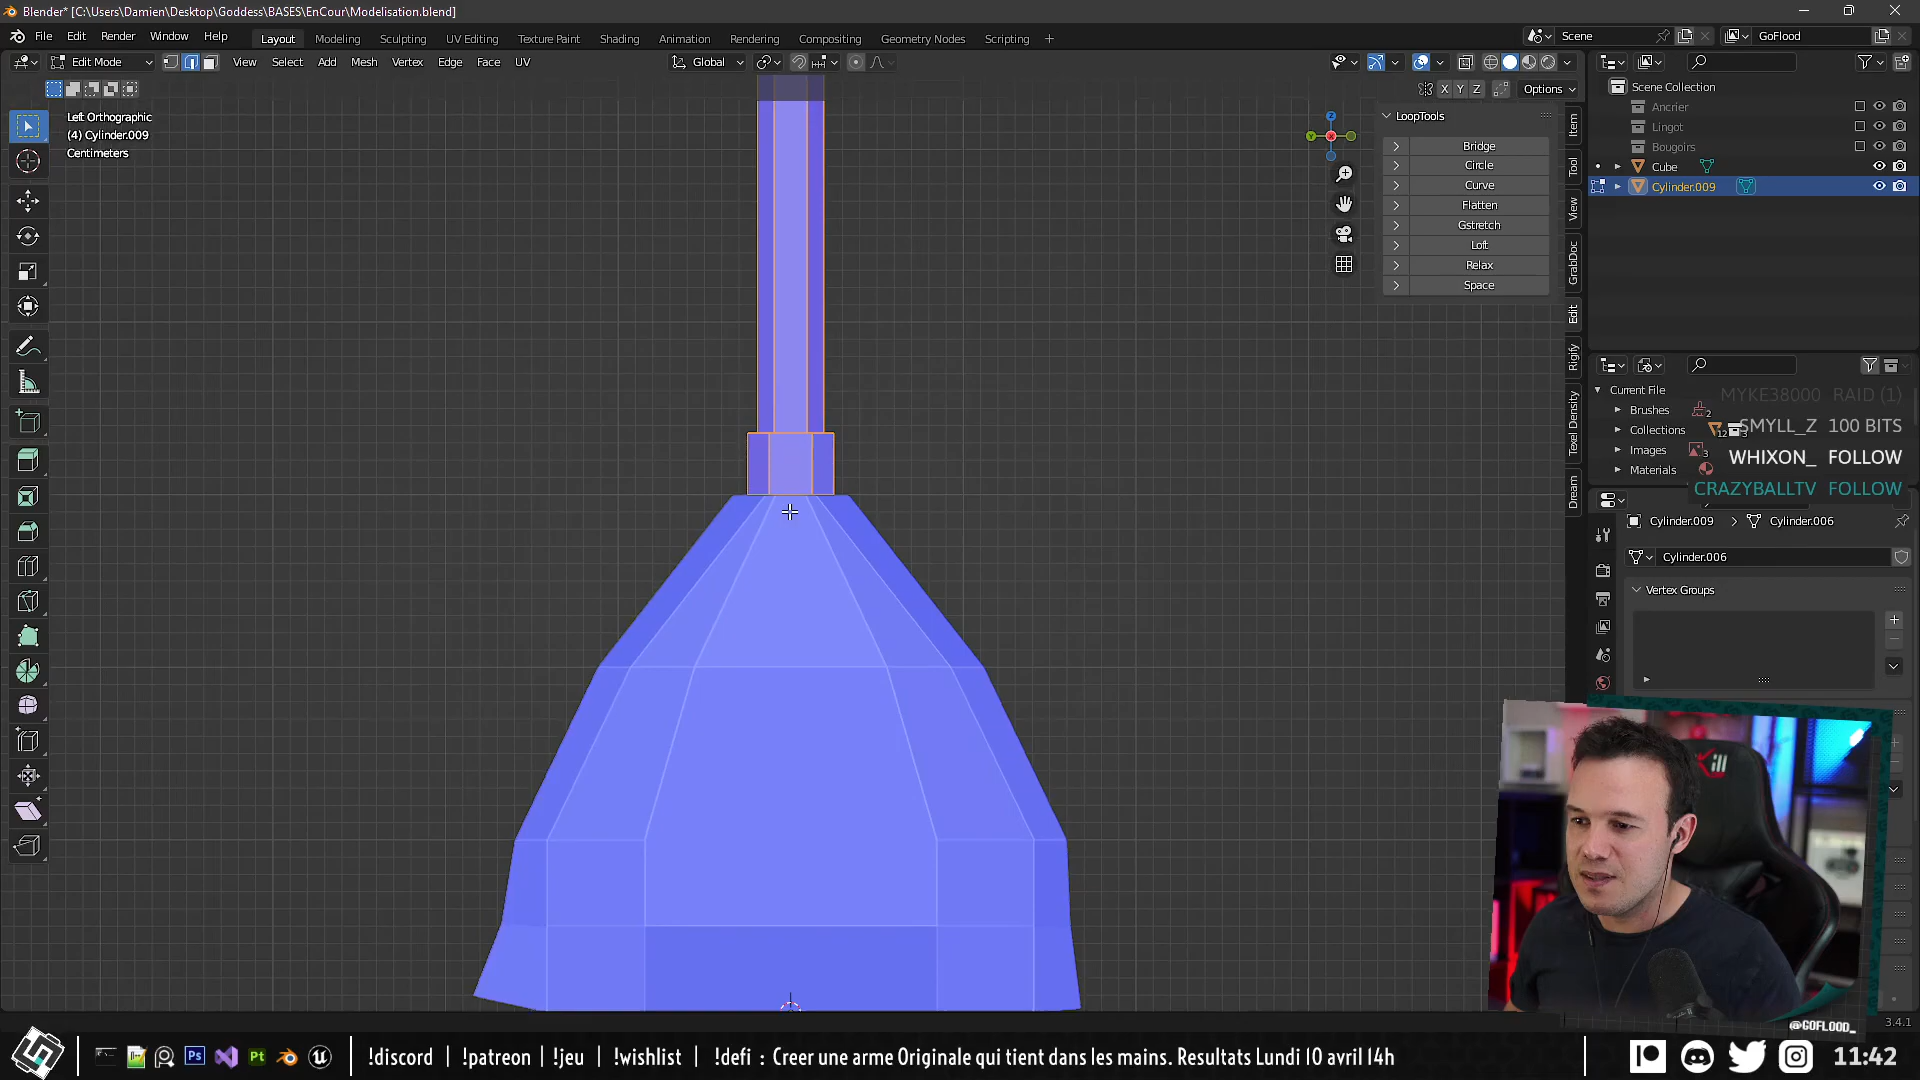 Blender* [C:\Users\Damien\Desktop\Goddess\BASES\EnCour\Modelisation.blend]
File Edit Render Window Help
Layout Modeling Sculpting UV Editing Texture Paint Shading Animation Rendering Compositing Geometry Nodes Scripting +
Scene
GoFlood
Edit Mode
View Select Add Mesh Vertex Edge Face UV
Global
X Y Z
Options
Left Orthographic
(4) Cylinder.009
Centimeters
LoopTools
Bridge
Circle
Curve
Flatten
Gstretch
Loft
Relax
Space
Item
Tool
View
GrabDoc
Edit
Rigify
Texel Density
Dream
Scene Collection
Ancrier
Lingot
Bougoirs
Cube
Cylinder.009
Current File
Brushes 2
Collections 12 3
Images 3
Materials
MYKE38000 RAID (1)
SMYLL_Z 100 BITS
WHIXON_ FOLLOW
CRAZYBALLTV FOLLOW
Cylinder.009 > Cylinder.006
Cylinder.006
Vertex Groups
@GOFLOOD_
3.4.1
!discord !patreon !jeu !wishlist !defi : Creer une arme Originale qui tient dans les mains. Resultats Lundi 10 avril 14h
11:42